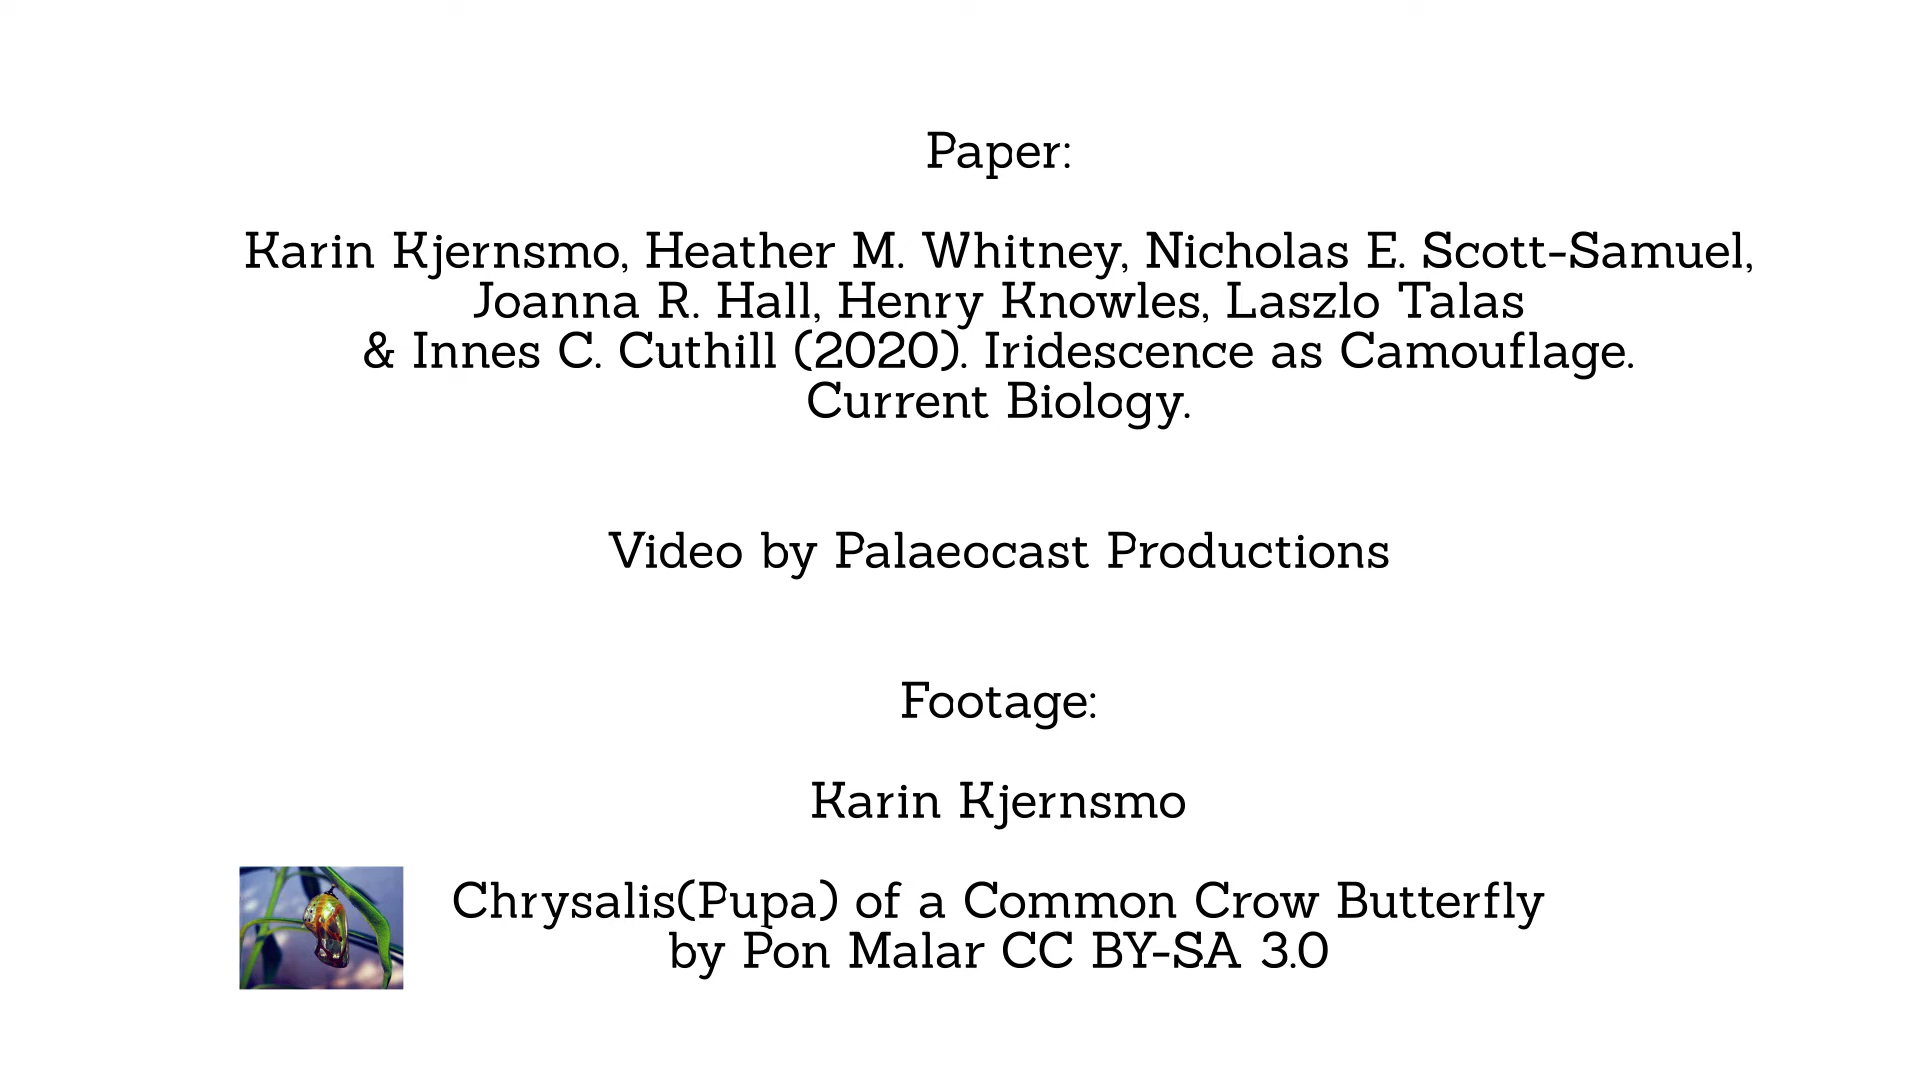 Paper:
Karin Kjernsmo, Heather M. Whitney, Nicholas E. Scott-Samuel,
Joanna R. Hall, Henry Knowles, Laszlo Talas
& Innes C. Cuthill (2020). Iridescence as Camouflage.
Current Biology.
Video by Palaeocast Productions
Footage:
Karin Kjernsmo
Chrysalis(Pupa) of a Common Crow Butterfly
by Pon Malar CC BY-SA 3.0